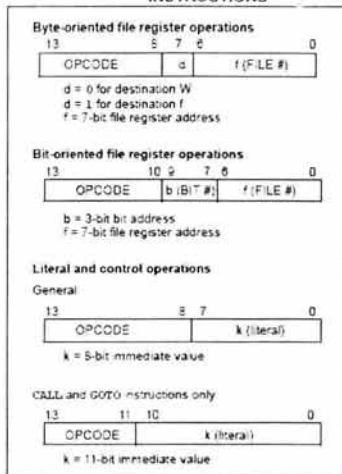 INSTRUCTIONS
Byte-oriented file register operations
13 8 7 6 0
OPCODE d f (FILE #)
d = 0 for destination W
d = 1 for destination f
f = 7-bit file register address
Bit-oriented file register operations
13 10 9 7 6 0
OPCODE b (BIT #) f (FILE #)
b = 3-bit bit address
f = 7-bit file register address
Literal and control operations
General
13 8 7 0
OPCODE k (literal)
k = 8-bit immediate value
CALL and GOTO instructions only
13 11 10 0
OPCODE k (literal)
k = 11-bit immediate value